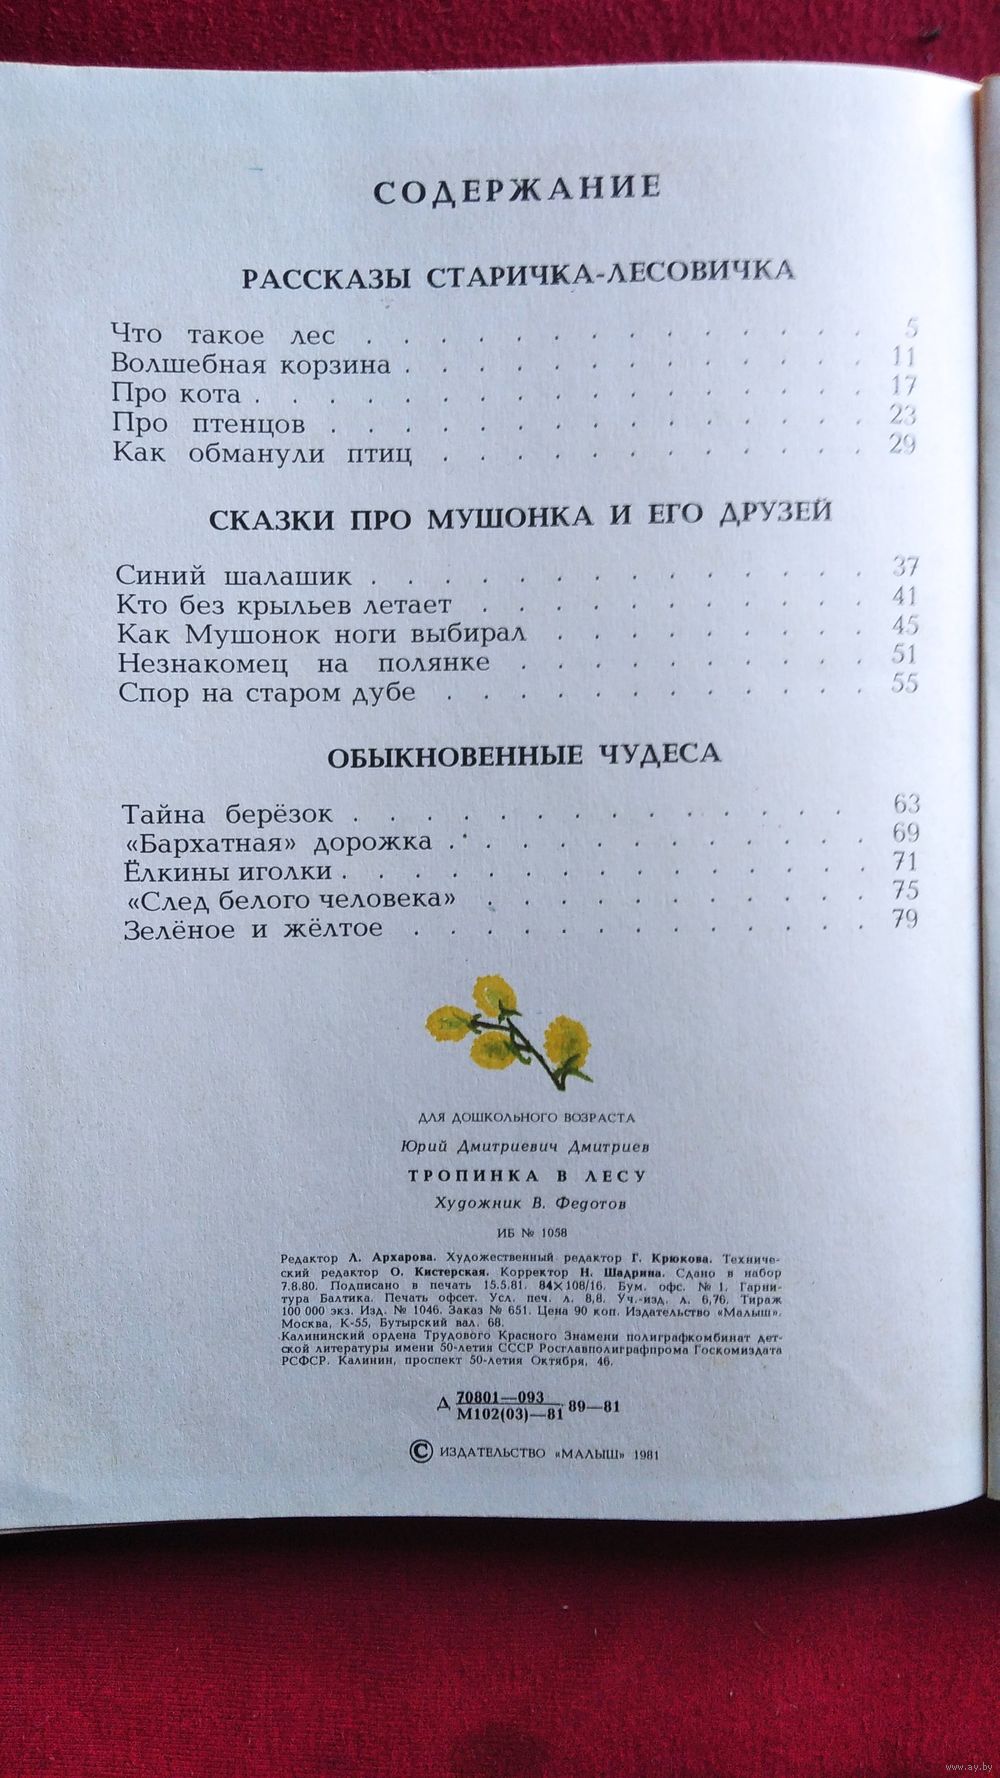 СОДЕРЖАНИЕ
РАССКАЗЫ СТАРИЧКА-ЛЕСОВИЧКА
Что такое лес . . . . . . . . . . . . . . 5
Волшебная корзина . . . . . . . . . . . . . 11
Про кота . . . . . . . . . . . . . . . . . 17
Про птенцов . . . . . . . . . . . . . . . 23
Как обманули птиц . . . . . . . . . . . . 29
СКАЗКИ ПРО МУШОНКА И ЕГО ДРУЗЕЙ
Синий шалашик . . . . . . . . . . . . . . 37
Кто без крыльев летает . . . . . . . . . . . 41
Как Мушонок ноги выбирал . . . . . . . . . 45
Незнакомец на полянке . . . . . . . . . . 51
Спор на старом дубе . . . . . . . . . . . . 55
ОБЫКНОВЕННЫЕ ЧУДЕСА
Тайна берёзок . . . . . . . . . . . . . . 63
«Бархатная» дорожка . . . . . . . . . . . . 69
Ёлкины иголки . . . . . . . . . . . . . . . 71
«След белого человека» . . . . . . . . . . . 75
Зелёное и жёлтое . . . . . . . . . . . . . 79
ДЛЯ ДОШКОЛЬНОГО ВОЗРАСТА
Юрий Дмитриевич Дмитриев
ТРОПИНКА В ЛЕСУ
Художник В. Федотов
ИБ № 1058
Редактор Л. Архарова. Художественный редактор Г. Крюкова. Техниче-
ский редактор О. Кистерская. Корректор Н. Шадрина. Сдано в набор
7.8.80. Подписано в печать 15.5.81. 84×108/16. Бум. офс. № 1. Гарни-
тура Балтика. Печать офсет. Усл. печ. л. 8,8. Уч.-изд. л. 6,76. Тираж
100 000 экз. Изд. № 1046. Заказ № 651. Цена 90 коп. Издательство «Малыш».
Москва, К-55, Бутырский вал, 68.
Калининский ордена Трудового Красного Знамени полиграфкомбинат дет-
ской литературы имени 50-летия СССР Росглавполиграфпрома Госкомиздата
РСФСР. Калинин, проспект 50-летия Октября, 46.
Д 70801—093
М102(03)—81 89—81
© ИЗДАТЕЛЬСТВО «МАЛЫШ» 1981
www.ay.by